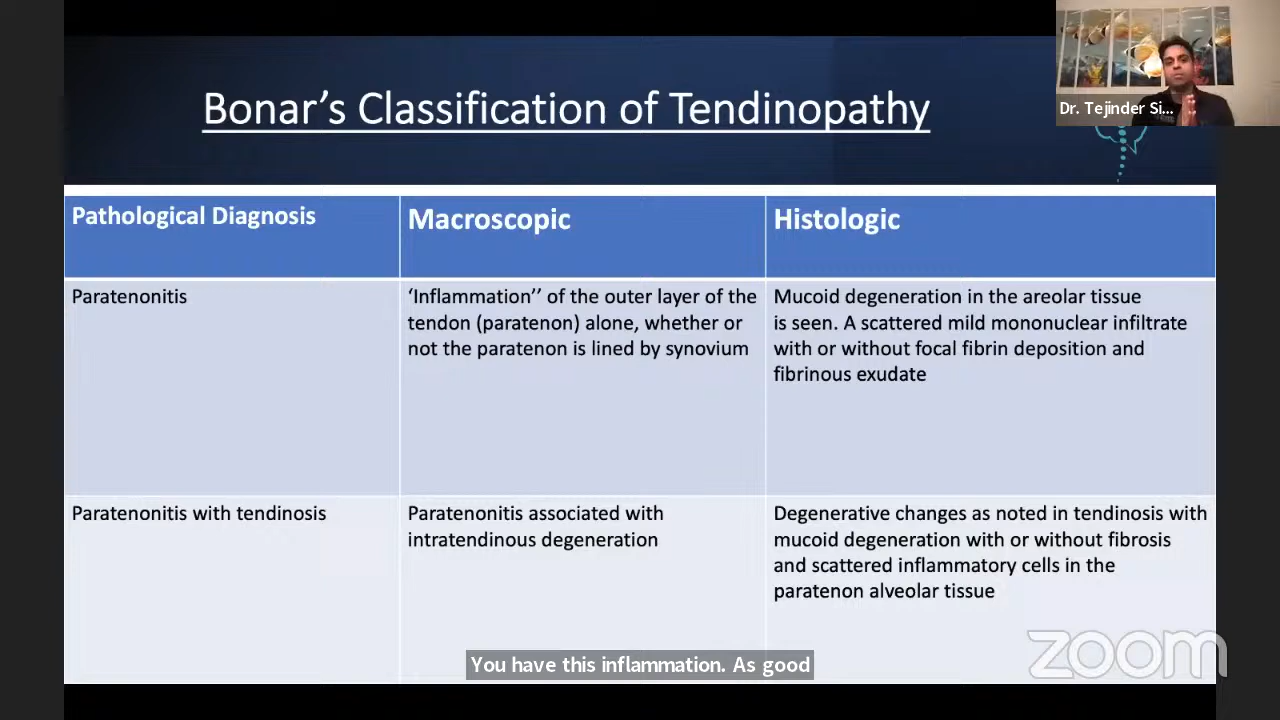 Bonar's Classification of Tendinopathy
Dr. Tejinder Si...
Pathological Diagnosis
Macroscopic
Histologic
Paratenonitis
‘Inflammation’’ of the outer layer of the
tendon (paratenon) alone, whether or
not the paratenon is lined by synovium
Mucoid degeneration in the areolar tissue
is seen. A scattered mild mononuclear infiltrate
with or without focal fibrin deposition and
fibrinous exudate
Paratenonitis with tendinosis
Paratenonitis associated with
intratendinous degeneration
Degenerative changes as noted in tendinosis with
mucoid degeneration with or without fibrosis
and scattered inflammatory cells in the
paratenon alveolar tissue
You have this inflammation. As good
zoom